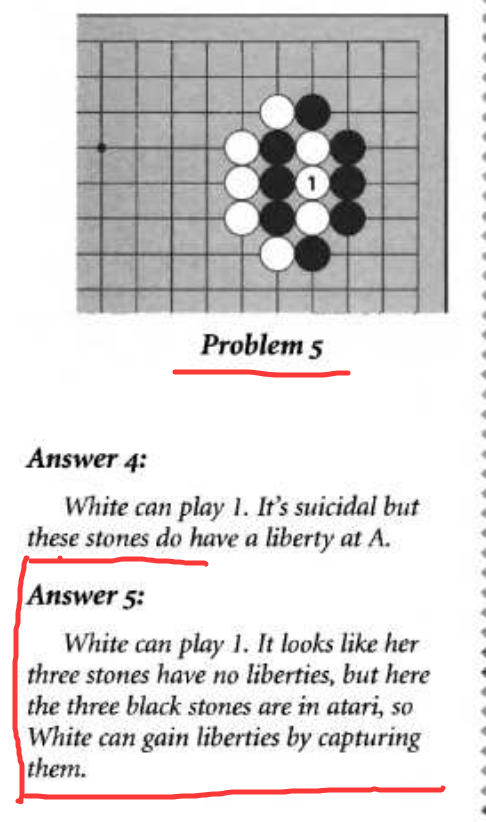 1
Problem 5
Answer 4:
White can play 1. It's suicidal but
these stones do have a liberty at A.
Answer 5:
White can play 1. It looks like her
three stones have no liberties, but here
the three black stones are in atari, so
White can gain liberties by capturing
them.